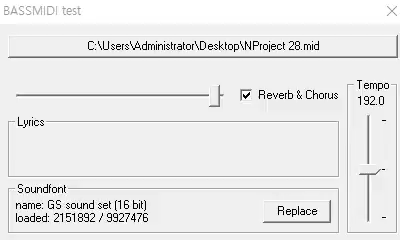 BASSMIDI test
C:\Users\Administrator\Desktop\NProject 28.mid
Reverb & Chorus
Tempo
192.0
Lyrics
Soundfont
name: GS sound set (16 bit)
loaded: 2151892 / 9927476
Replace